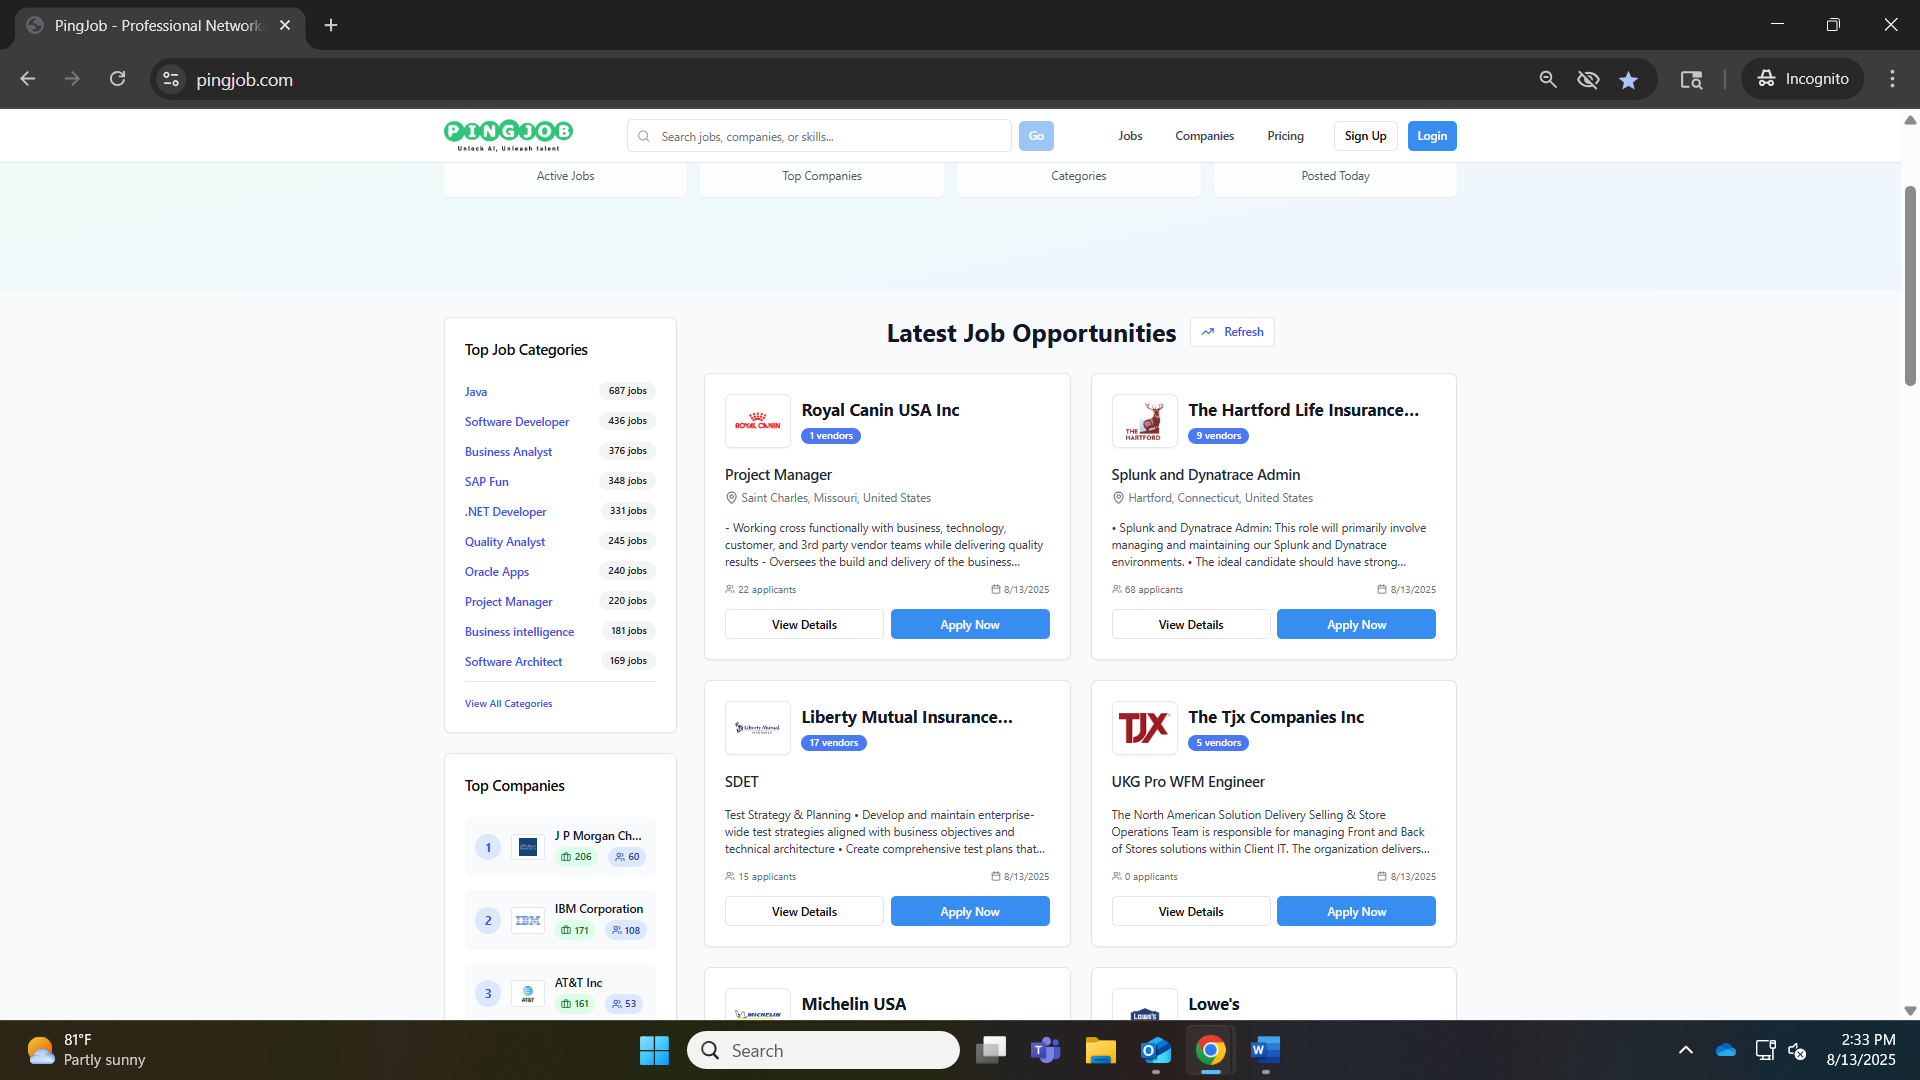 PingJob - Professional Network
pingjob.com
Incognito
PINGJOB
Unlock AI, Unleash talent
Search jobs, companies, or skills...
Go
Jobs
Companies
Pricing
Sign Up
Login
Active Jobs
Top Companies
Categories
Posted Today
Top Job Categories
Java
687 jobs
Software Developer
436 jobs
Business Analyst
376 jobs
SAP Fun
348 jobs
.NET Developer
331 jobs
Quality Analyst
245 jobs
Oracle Apps
240 jobs
Project Manager
220 jobs
Business intelligence
181 jobs
Software Architect
169 jobs
View All Categories
Top Companies
1
J P Morgan Ch...
206
60
2
IBM
IBM Corporation
171
108
3
AT&T
AT&T Inc
161
53
Latest Job Opportunities
Refresh
ROYAL CANIN
Royal Canin USA Inc
1 vendors
Project Manager
Saint Charles, Missouri, United States
- Working cross functionally with business, technology,
customer, and 3rd party vendor teams while delivering quality
results - Oversees the build and delivery of the business...
22 applicants
8/13/2025
View Details
Apply Now
THE
HARTFORD
The Hartford Life Insurance...
9 vendors
Splunk and Dynatrace Admin
Hartford, Connecticut, United States
• Splunk and Dynatrace Admin: This role will primarily involve
managing and maintaining our Splunk and Dynatrace
environments. • The ideal candidate should have strong...
68 applicants
8/13/2025
View Details
Apply Now
Liberty Mutual
INSURANCE
Liberty Mutual Insurance...
17 vendors
SDET
Test Strategy & Planning • Develop and maintain enterprise-
wide test strategies aligned with business objectives and
technical architecture • Create comprehensive test plans that...
15 applicants
8/13/2025
View Details
Apply Now
TJX
The Tjx Companies Inc
5 vendors
UKG Pro WFM Engineer
The North American Solution Delivery Selling & Store
Operations Team is responsible for managing Front and Back
of Stores solutions within Client IT. The organization delivers...
0 applicants
8/13/2025
View Details
Apply Now
MICHELIN
Michelin USA
LOWE'S
Lowe's
81°F
Partly sunny
Search
2:33 PM
8/13/2025